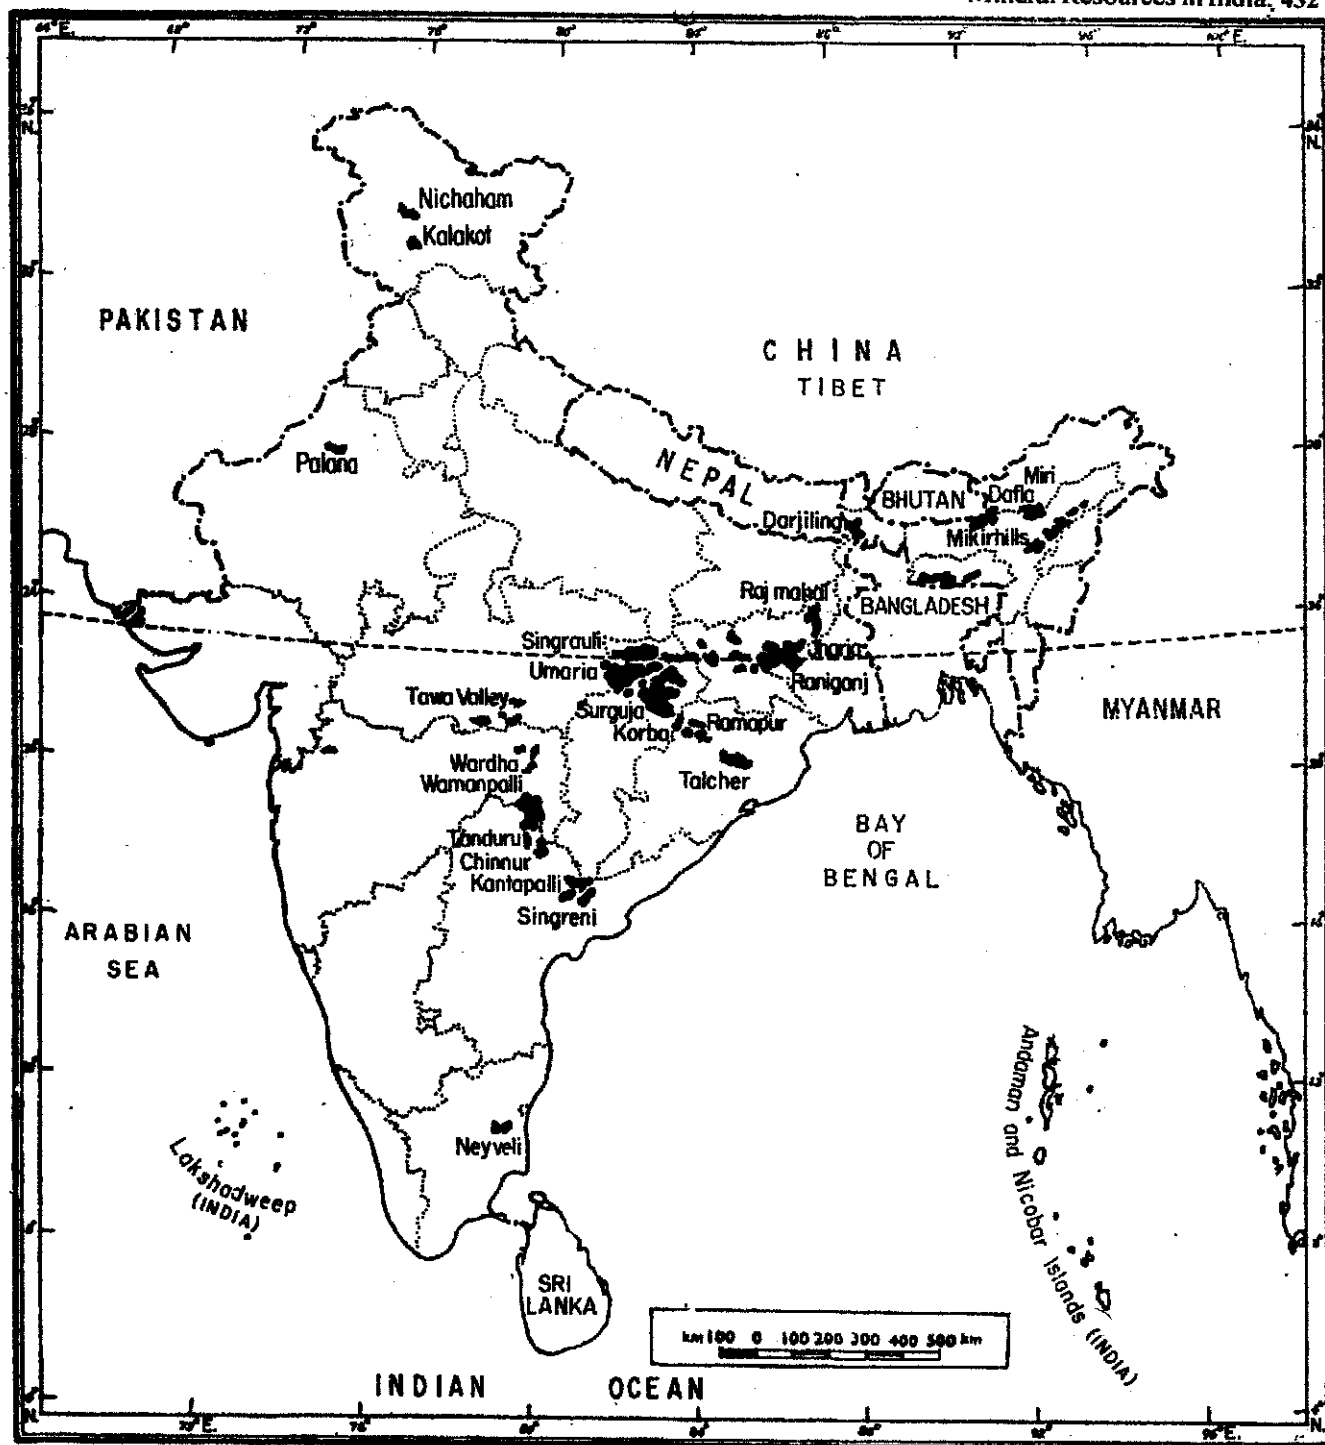 Resources in India. 432
Nichaham
Kalakot
PAKISTAN
CHINA
TIBET
Palana
NEPAL
BHUTAN
Miri
Dafla
Darjiling
Mikirhills
Rajmahal
BANGLADESH
Singrauli
Jharia
Umaria
Raniganj
Tawa Valley
Surguja
Ramapur
Korba
MYANMAR
Wardha
Wamanpalli
Talcher
Tanduru
Chinnur
Kantapalli
Singreni
BAY
OF
BENGAL
ARABIAN
SEA
Andaman and Nicobar Islands (INDIA)
Neyveli
Lakshadweep
(INDIA)
SRI
LANKA
km 100 0 100 200 300 400 500 km
INDIAN OCEAN